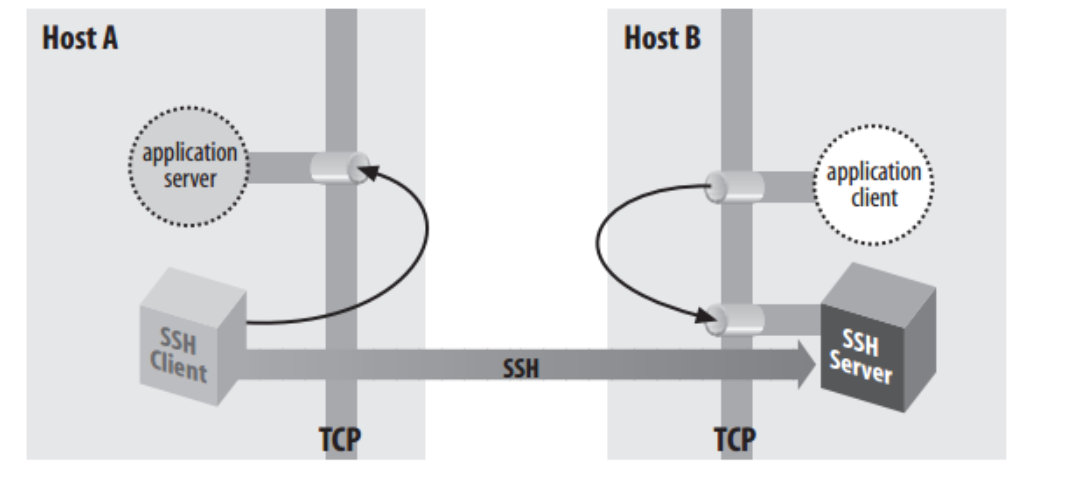 Host A
Host B
application
server
application
client
SSH
Client
SSH
SSH
Server
TCP
TCP